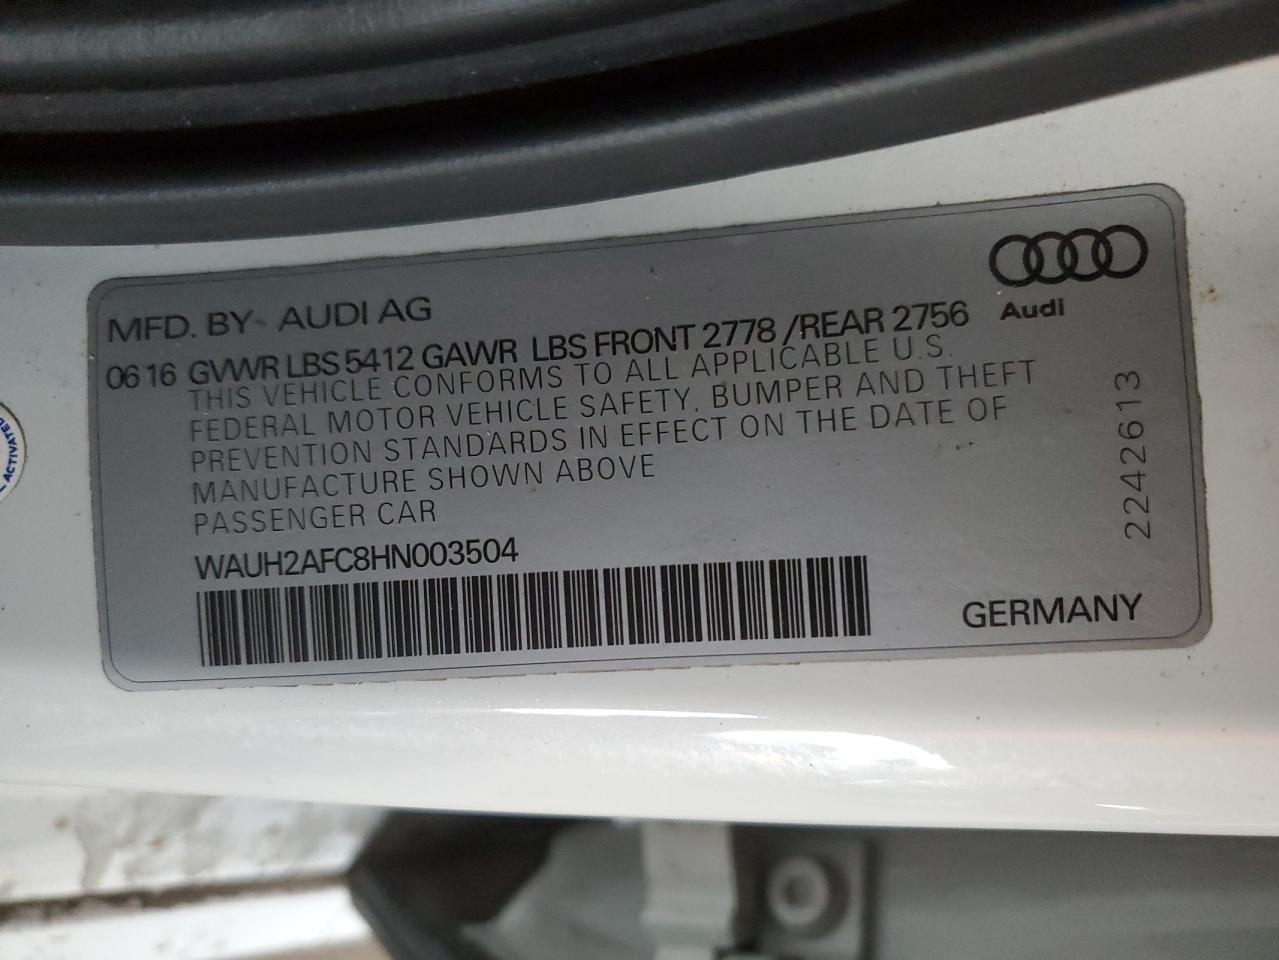 Audi
MFD. BY AUDI AG
06 16 GVWR LBS 5412 GAWR LBS FRONT 2778 /REAR 2756
THIS VEHICLE CONFORMS TO ALL APPLICABLE U.S.
FEDERAL MOTOR VEHICLE SAFETY, BUMPER AND THEFT
PREVENTION STANDARDS IN EFFECT ON THE DATE OF
MANUFACTURE SHOWN ABOVE
PASSENGER CAR
WAUH2AFC8HN003504
GERMANY
2242613
ACTIVATED